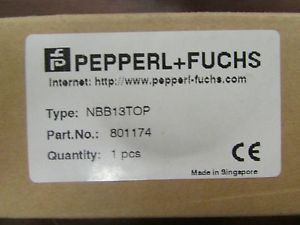 PEPPERL+FUCHS
Internet: http://www.pepperl-fuchs.com
Type: NBB13TOP
Part.No.: 801174
Quantity: 1 pcs
CE
Made in Singapore